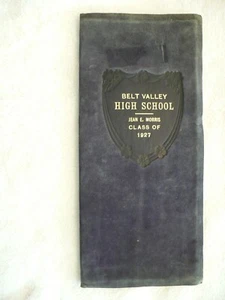 BELT VALLEY
HIGH SCHOOL
JEAN E. MORRIS
CLASS OF
1927